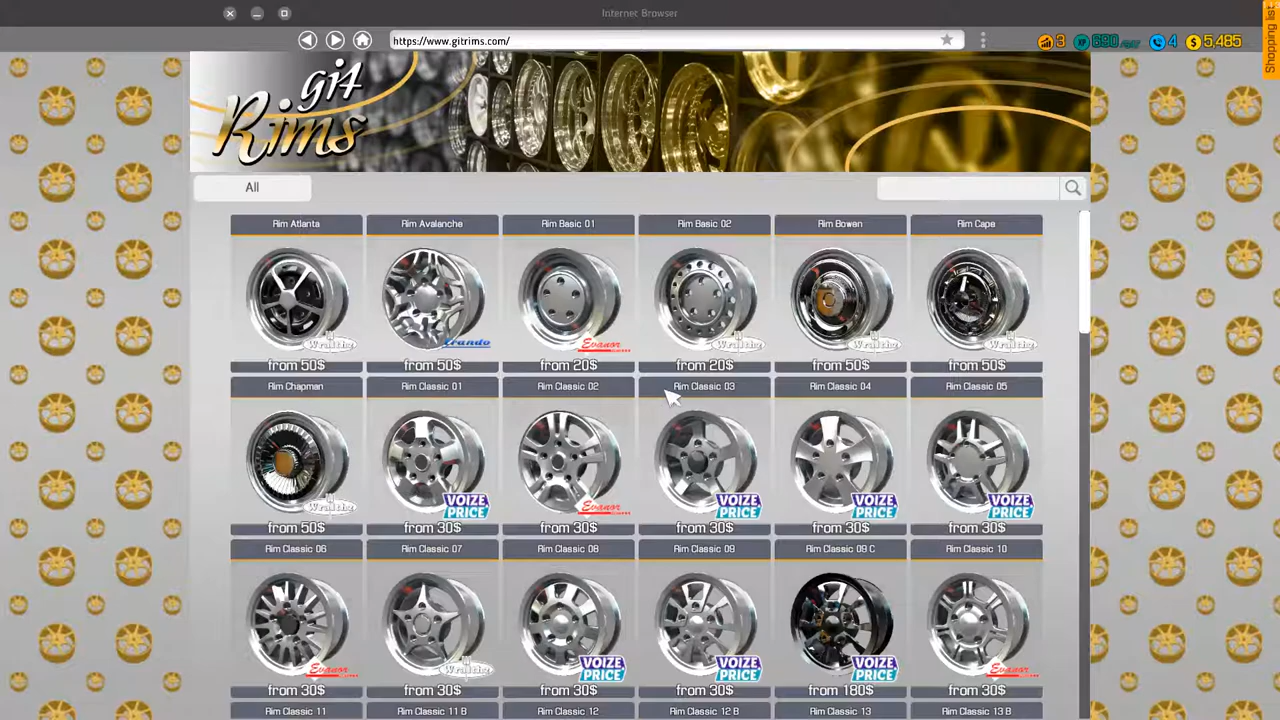 Internet Browser
https://www.gitrims.com/
3
4
$ 5,485
Shopping list
git Rims
All
Rim Atlanta
Rim Avalanche
Rim Basic 01
Rim Basic 02
Rim Bowen
Rim Cape
Evanor
from 50$
from 50$
from 20$
from 20$
from 50$
from 50$
Rim Chapman
Rim Classic 01
Rim Classic 02
Rim Classic 03
Rim Classic 04
Rim Classic 05
VOIZE PRICE
Evanor
VOIZE PRICE
VOIZE PRICE
VOIZE PRICE
from 50$
from 30$
from 30$
from 30$
from 30$
from 30$
Rim Classic 06
Rim Classic 07
Rim Classic 08
Rim Classic 09
Rim Classic 09 C
Rim Classic 10
Evanor
VOIZE PRICE
VOIZE PRICE
VOIZE PRICE
Evanor
from 30$
from 30$
from 30$
from 30$
from 180$
from 30$
Rim Classic 11
Rim Classic 11 B
Rim Classic 12
Rim Classic 12 B
Rim Classic 13
Rim Classic 13 B